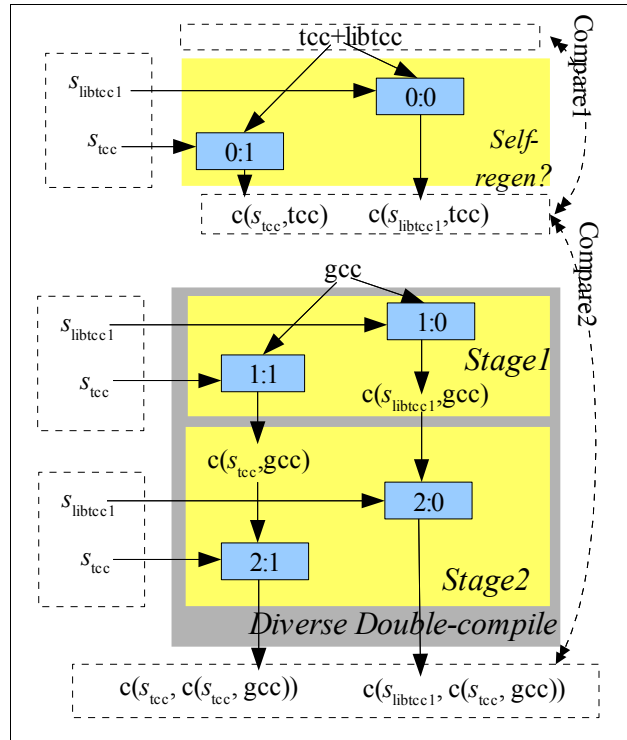 tcc+libtcc
s_libtcc1
0:0
s_tcc
0:1
Self-
regen?
Compare1
c(s_tcc,tcc)
c(s_libtcc1,tcc)
Compare2
gcc
s_libtcc1
1:0
Stage1
s_tcc
1:1
c(s_libtcc1,gcc)
c(s_tcc,gcc)
s_libtcc1
2:0
s_tcc
2:1
Stage2
Diverse Double-compile
c(s_tcc, c(s_tcc, gcc))
c(s_libtcc1, c(s_tcc, gcc))